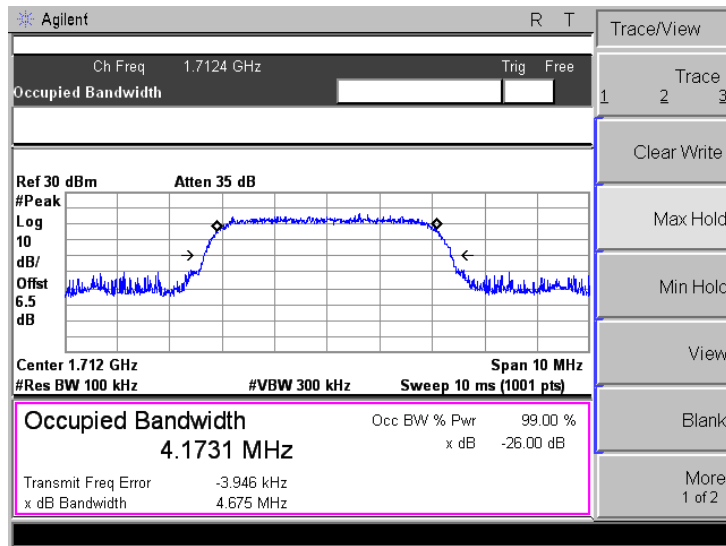 Agilent R T
Trace/View
Ch Freq 1.7124 GHz Trig Free
Occupied Bandwidth
Trace
1 2 3
Clear Write
Ref 30 dBm Atten 35 dB
#Peak
Log
10
dB/
Offst
6.5
dB
Max Hold
Min Hold
Center 1.712 GHz Span 10 MHz
#Res BW 100 kHz #VBW 300 kHz Sweep 10 ms (1001 pts)
View
Occupied Bandwidth
4.1731 MHz
Occ BW % Pwr 99.00 %
x dB -26.00 dB
Transmit Freq Error -3.946 kHz
x dB Bandwidth 4.675 MHz
Blank
More
1 of 2